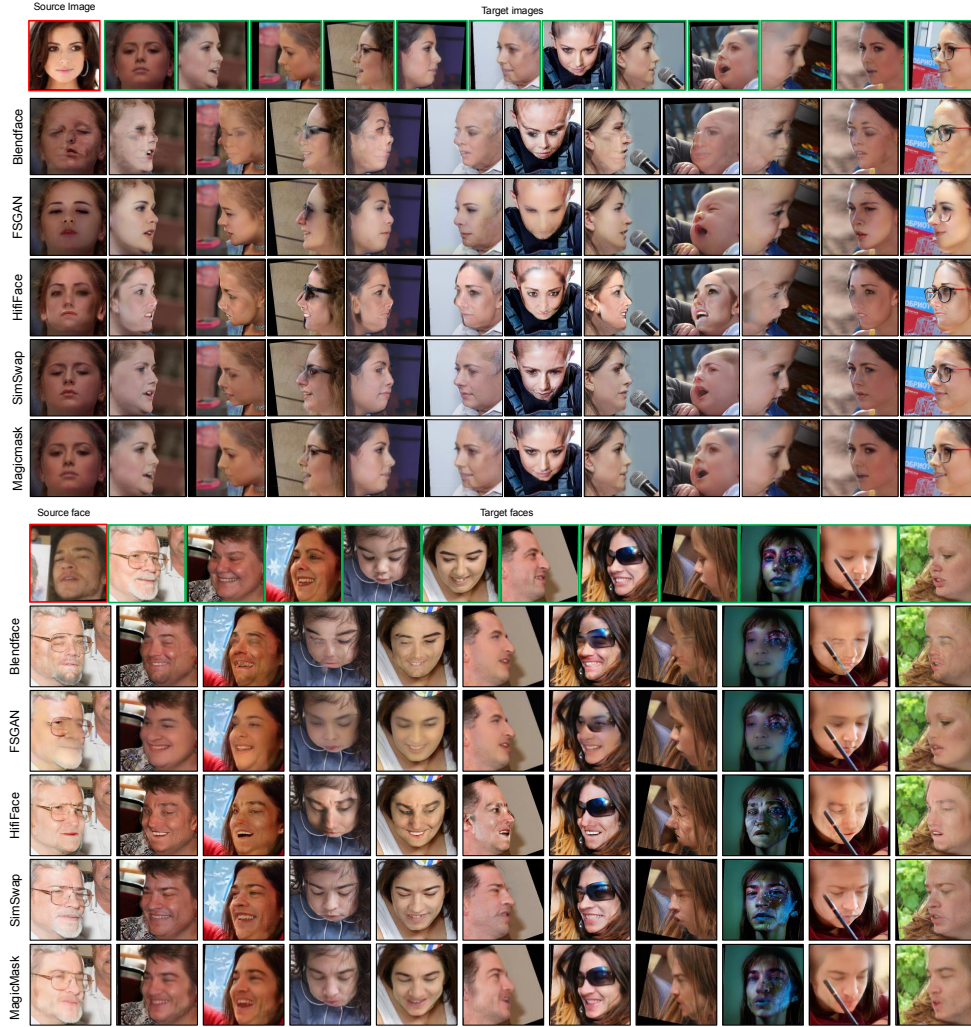 Source Image
Target images
Blendface
FSGAN
HifiFace
SimSwap
Magicmask
Source face
Target faces
Blendface
FSGAN
HifiFace
SimSwap
MagicMask